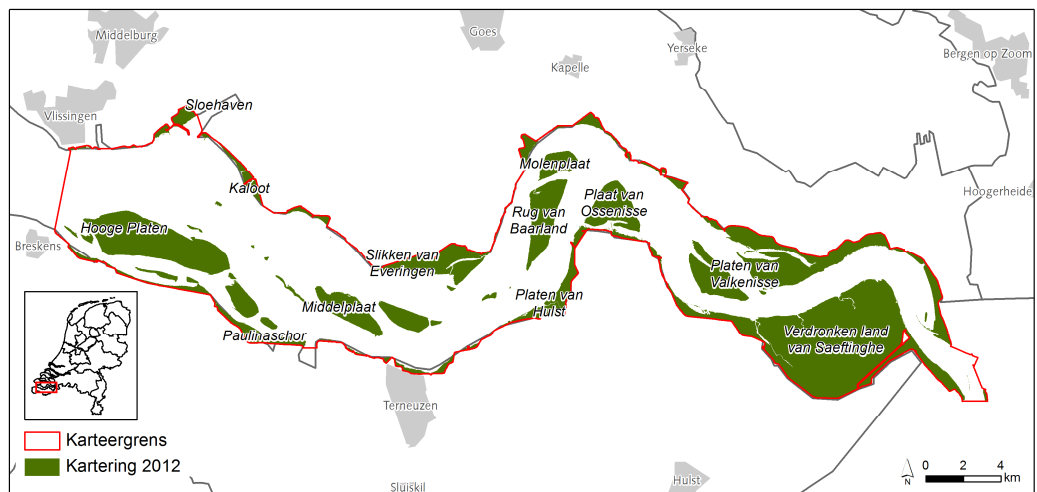 Middelburg
Goes
Yerseke
Bergen op Zoom
Kapelle
Vlissingen
Sloehaven
Molenplaat
Kaloot
Plaat van
Ossenisse
Hoogerheide
Rug van
Baarland
Hooge Platen
Breskens
Slikken van
Everingen
Platen van
Valkenisse
Middelplaat
Platen van
Hulst
Paulinaschor
Verdronken land
van Saeftinghe
Terneuzen
Karteergrens
Kartering 2012
Sluiskil
Hulst
N
0 2 4
km